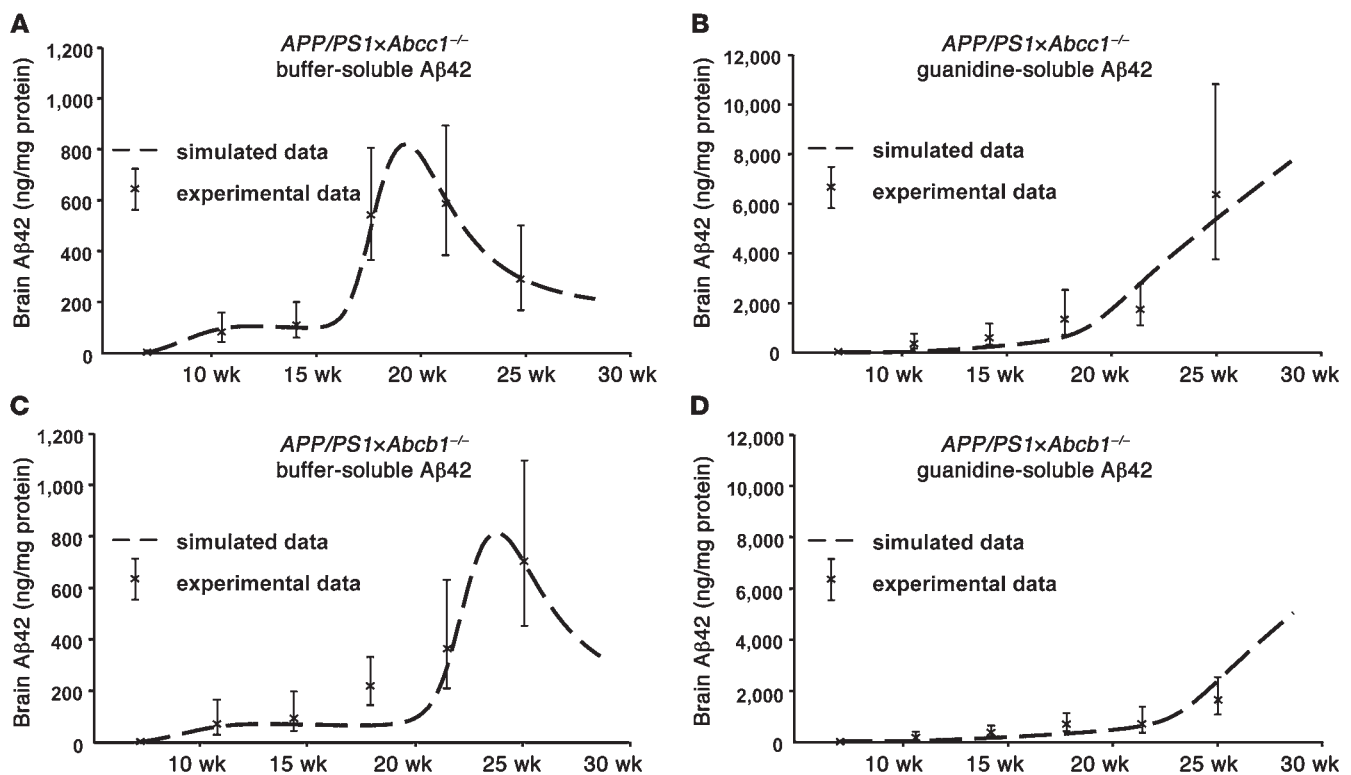 A
APP/PS1×Abcc1–/–
buffer-soluble Aβ42
Brain Aβ42 (ng/mg protein)
1,200
1,000
800
600
400
200
0
simulated data
experimental data
10 wk
15 wk
20 wk
25 wk
30 wk
B
APP/PS1×Abcc1–/–
guanidine-soluble Aβ42
Brain Aβ42 (ng/mg protein)
12,000
10,000
8,000
6,000
4,000
2,000
0
simulated data
experimental data
10 wk
15 wk
20 wk
25 wk
30 wk
C
APP/PS1×Abcb1–/–
buffer-soluble Aβ42
Brain Aβ42 (ng/mg protein)
1,200
1,000
800
600
400
200
0
simulated data
experimental data
10 wk
15 wk
20 wk
25 wk
30 wk
D
APP/PS1×Abcb1–/–
guanidine-soluble Aβ42
Brain Aβ42 (ng/mg protein)
12,000
10,000
8,000
6,000
4,000
2,000
0
simulated data
experimental data
10 wk
15 wk
20 wk
25 wk
30 wk